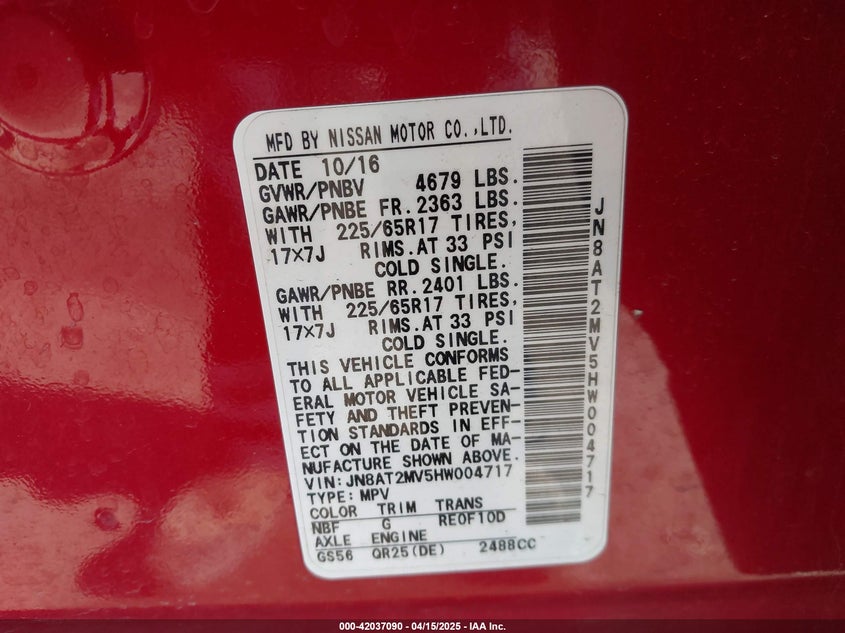 MFD BY NISSAN MOTOR CO.,LTD.
DATE 10/16
GVWR/PNBV 4679 LBS.
GAWR/PNBE FR. 2363 LBS.
WITH 225/65R17 TIRES,
17×7J RIMS. AT 33 PSI
COLD SINGLE.
GAWR/PNBE RR. 2401 LBS.
WITH 225/65R17 TIRES,
17×7J RIMS. AT 33 PSI
COLD SINGLE.
THIS VEHICLE CONFORMS
TO ALL APPLICABLE FED-
ERAL MOTOR VEHICLE SA-
FETY AND THEFT PREVEN-
TION STANDARDS IN EFF-
ECT ON THE DATE OF MA-
NUFACTURE SHOWN ABOVE.
VIN: JN8AT2MV5HW004717
TYPE: MPV
COLOR TRIM TRANS
NBF G RE0F10D
AXLE ENGINE
GS56 QR25(DE) 2488CC
JN8AT2MV5HW004717
000-42037090 - 04/15/2025 - IAA Inc.